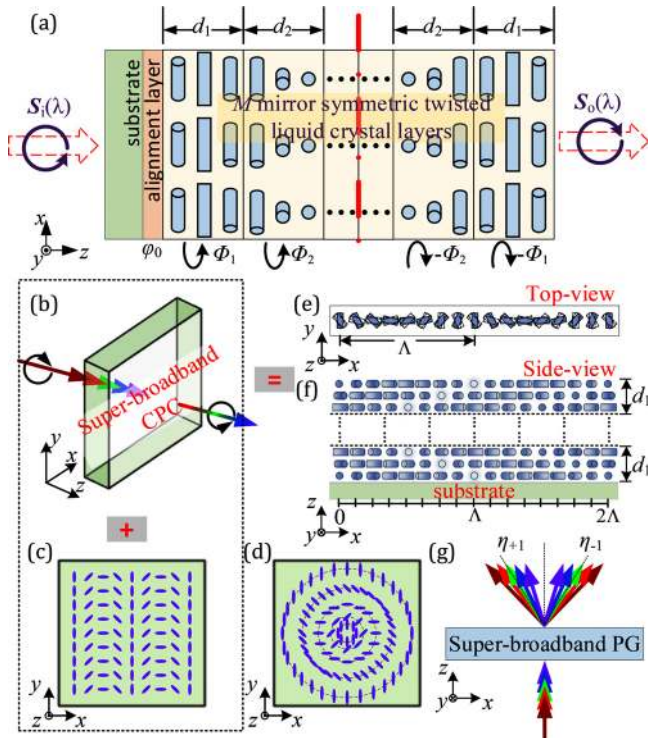 (a)
d₁
d₂
d₂
d₁
Sᵢ(λ)
substrate
alignment layer
M mirror symmetric twisted
liquid crystal layers
Sₒ(λ)
x
y
z
φ₀
Φ₁
Φ₂
-Φ₂
-Φ₁
(b)
Super-broadband
CPC
y
x
z
=
(e)
Top-view
y
z
x
Λ
(f)
Side-view
d₁
d₁
substrate
z
y
x
0
Λ
2Λ
+
(c)
y
z
x
(d)
y
z
x
(g)
η₊₁
η₋₁
Super-broadband PG
z
y
x